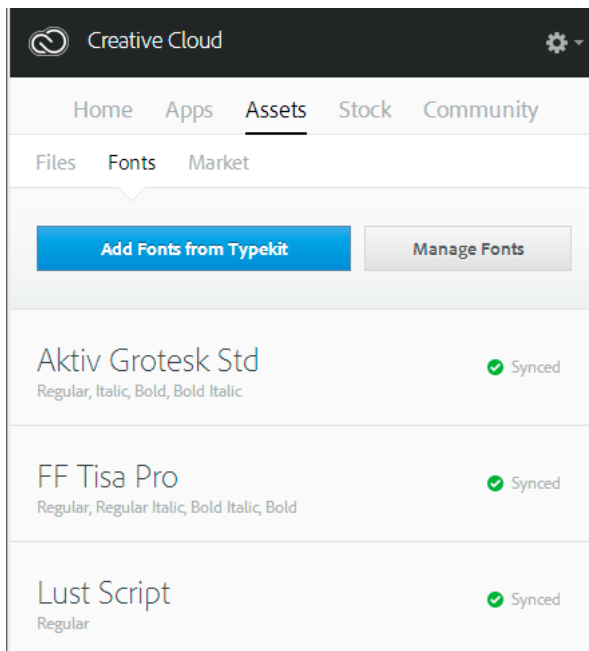 Creative Cloud
Home Apps Assets Stock Community
Files Fonts Market
Add Fonts from Typekit Manage Fonts
Aktiv Grotesk Std
Synced
Regular, Italic, Bold, Bold Italic
FF Tisa Pro
Synced
Regular, Regular Italic, Bold Italic, Bold
Lust Script
Synced
Regular